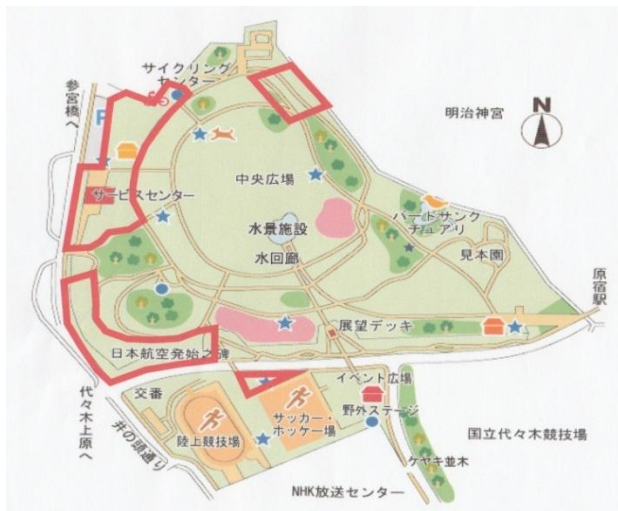 サイクリング
センター
参宮橋へ
P
明治神宮
N
中央広場
サービスセンター
バードサンク
チュアリ
水景施設
水回廊
見本園
原宿駅
展望デッキ
日本航空発始之碑
イベント広場
交番
代々木上原へ
井の頭通り
陸上競技場
サッカー・
ホッケー場
野外ステージ
国立代々木競技場
ケヤキ並木
NHK放送センター